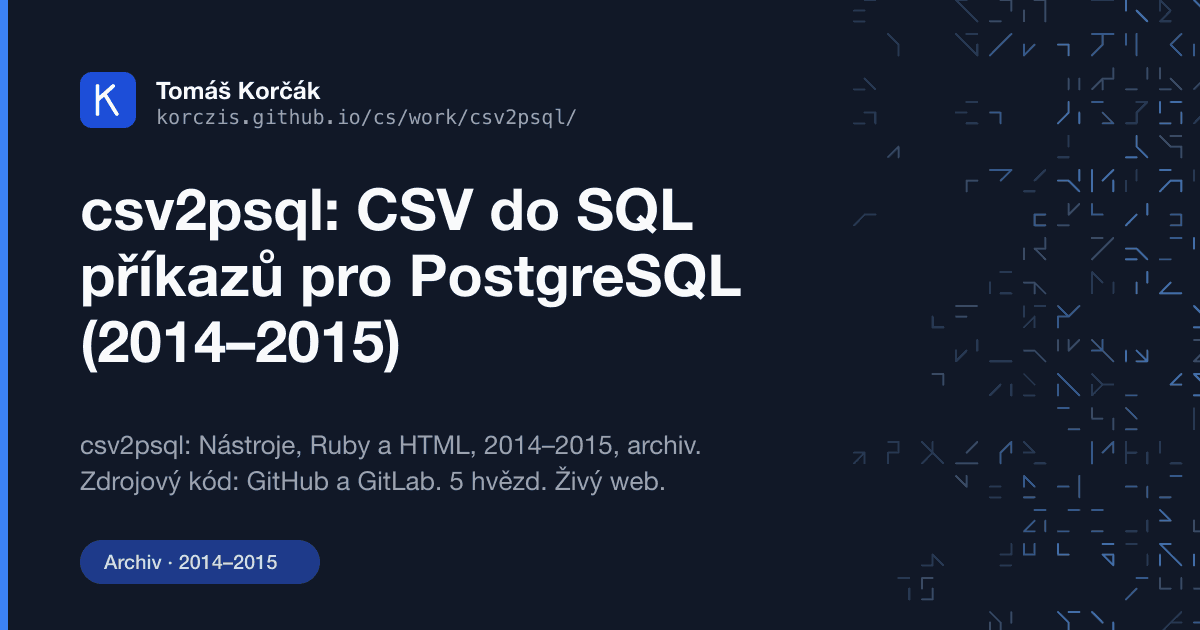 K
Tomáš Korčák
korczis.github.io/cs/work/csv2psql/
csv2psql: CSV do SQL
příkazů pro PostgreSQL
(2014–2015)
csv2psql: Nástroje, Ruby a HTML, 2014–2015, archiv.
Zdrojový kód: GitHub a GitLab. 5 hvězd. Živý web.
Archiv · 2014–2015